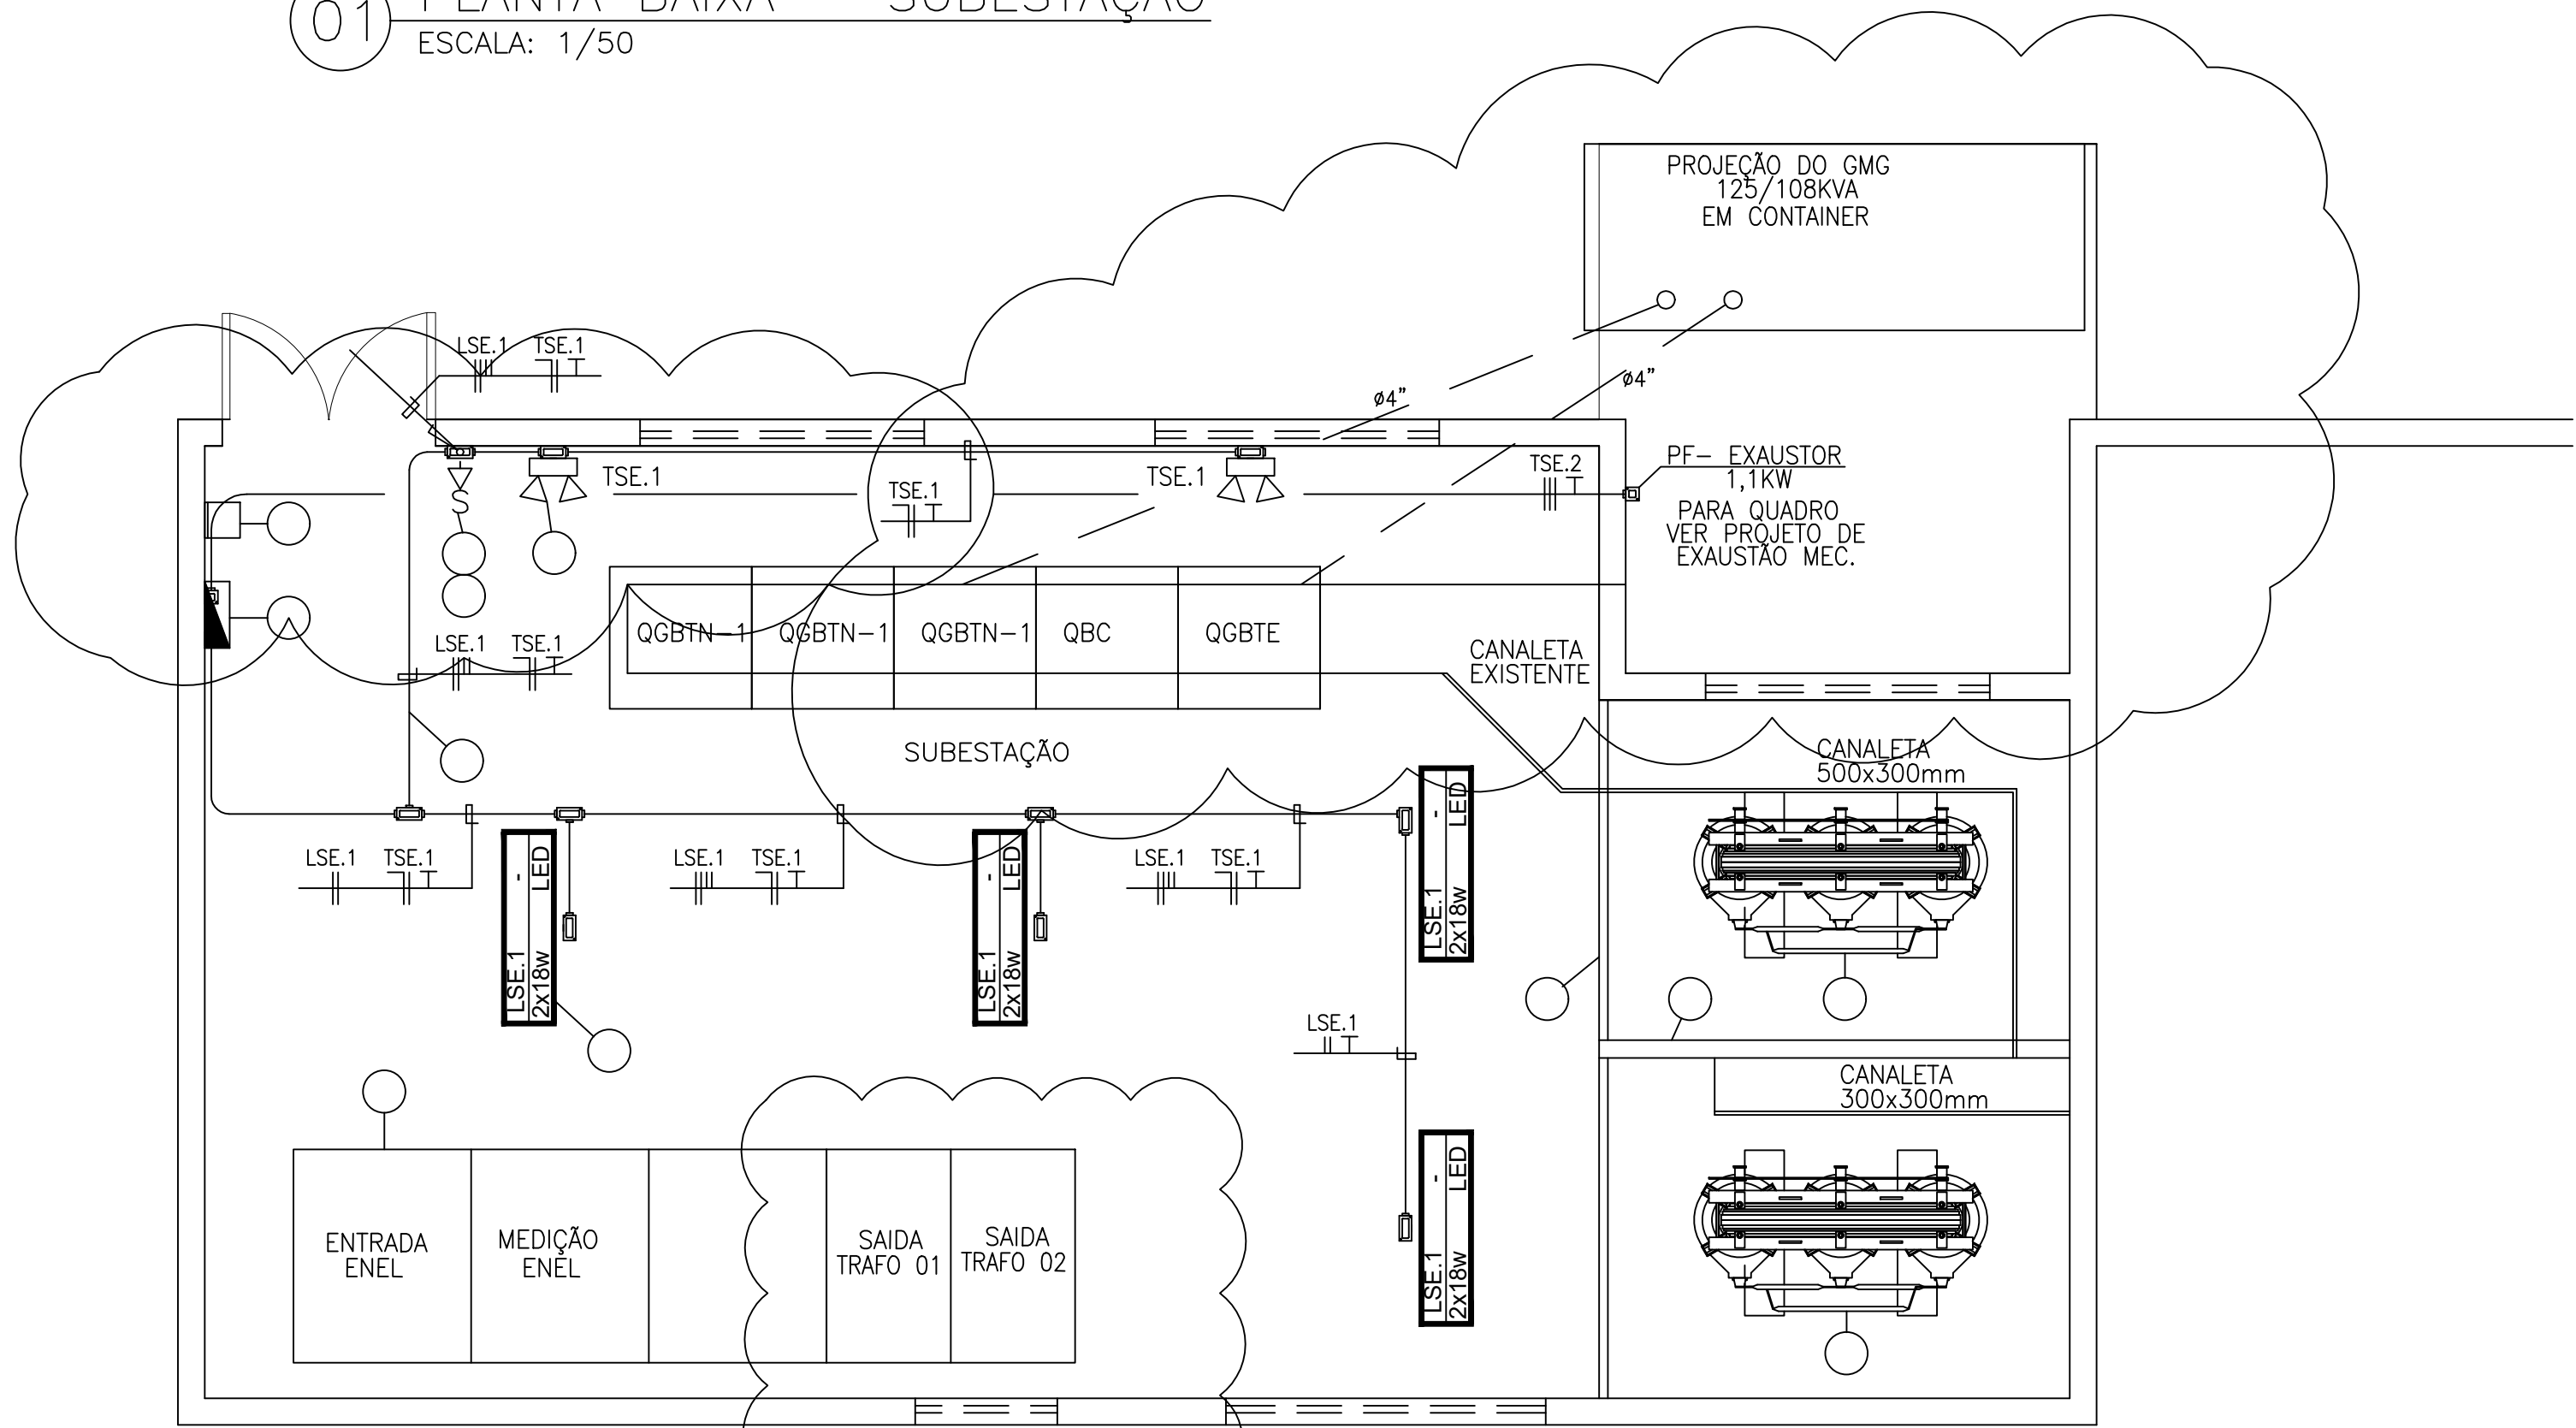 01
PLANTA BAIXA - SUBESTAÇÃO
ESCALA: 1/50
PROJEÇÃO DO GMG
125/108KVA
EM CONTAINER
LSE.1
TSE.1
ø4"
ø4"
TSE.1
TSE.1
TSE.1
TSE.2
PF- EXAUSTOR
1,1KW
PARA QUADRO
VER PROJETO DE
EXAUSTÃO MEC.
S
LSE.1
TSE.1
QGBTN-1
QGBTN-1
QGBTN-1
QBC
QGBTE
CANALETA
EXISTENTE
SUBESTAÇÃO
CANALETA
500x300mm
LSE.1
TSE.1
LSE.1
TSE.1
LSE.1
TSE.1
LSE.1 -
2x18w LED
LSE.1 -
2x18w LED
LSE.1 -
2x18w LED
LSE.1
CANALETA
300x300mm
LSE.1 -
2x18w LED
ENTRADA
ENEL
MEDIÇÃO
ENEL
SAIDA
TRAFO 01
SAIDA
TRAFO 02